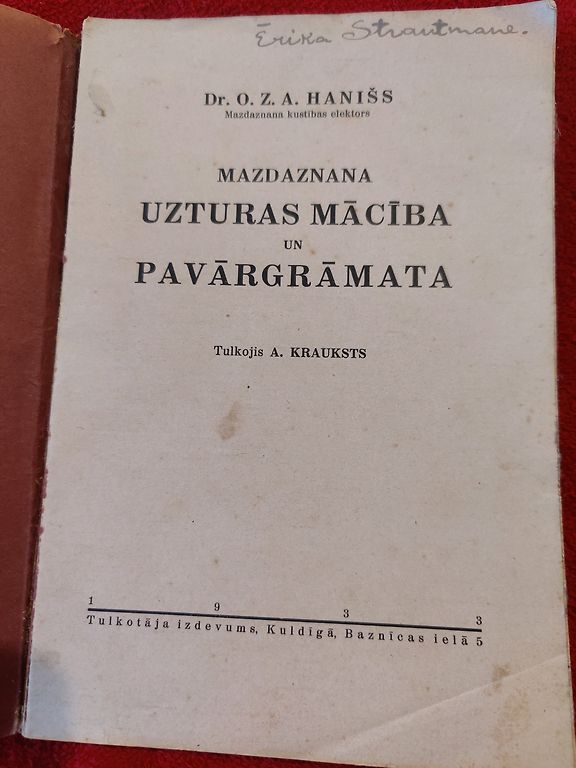 Ērika Strautmane.
Dr. O. Z. A. HANIŠS
Mazdaznana kustības elektors
MAZDAZNANA
UZTURAS MĀCĪBA
UN
PAVĀRGRĀMATA
Tulkojis A. KRAUKSTS
1 9 3 3
Tulkotāja izdevums, Kuldīgā, Baznīcas ielā 5